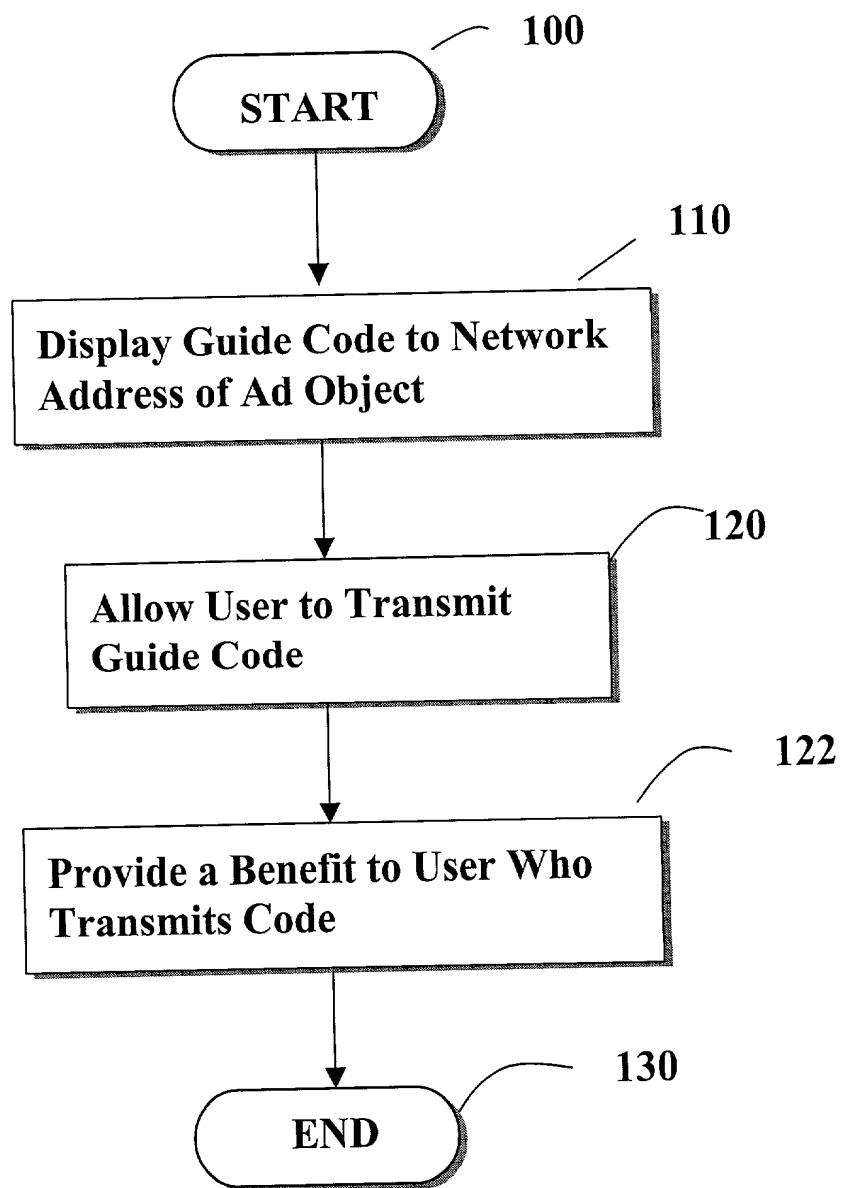 100
START
110
Display Guide Code to Network
Address of Ad Object
120
Allow User to Transmit
Guide Code
122
Provide a Benefit to User Who
Transmits Code
130
END